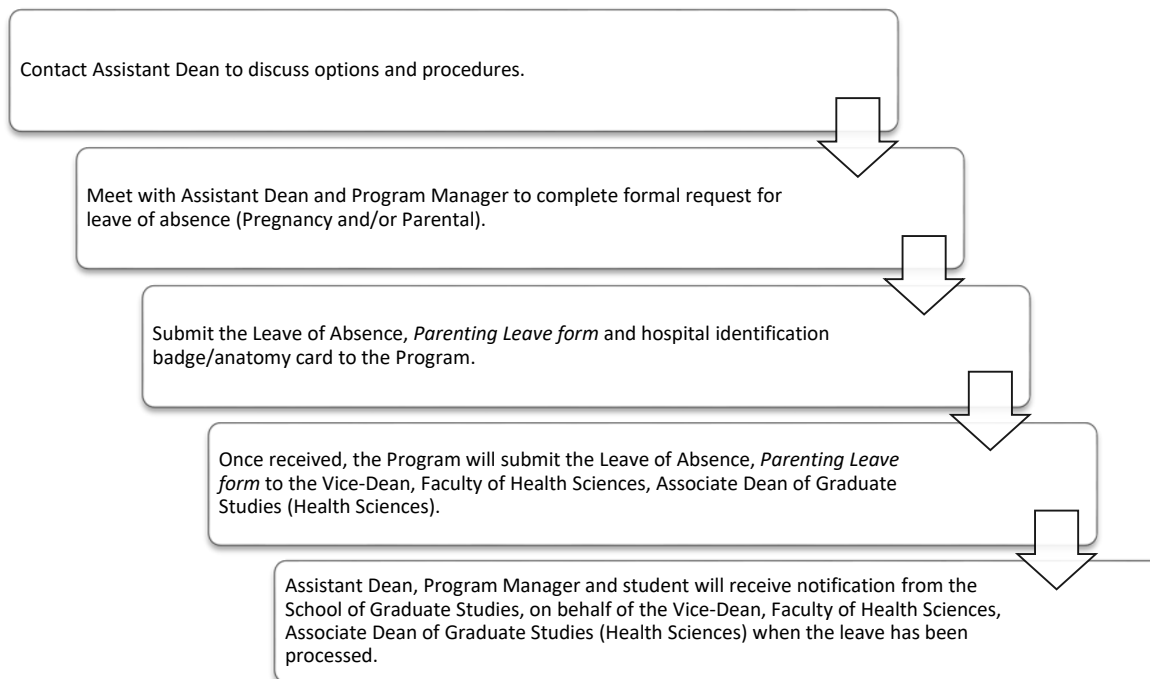 Contact Assistant Dean to discuss options and procedures.
Meet with Assistant Dean and Program Manager to complete formal request for
leave of absence (Pregnancy and/or Parental).
Submit the Leave of Absence, Parenting Leave form and hospital identification
badge/anatomy card to the Program.
Once received, the Program will submit the Leave of Absence, Parenting Leave
form to the Vice-Dean, Faculty of Health Sciences, Associate Dean of Graduate
Studies (Health Sciences).
Assistant Dean, Program Manager and student will receive notification from the
School of Graduate Studies, on behalf of the Vice-Dean, Faculty of Health Sciences,
Associate Dean of Graduate Studies (Health Sciences) when the leave has been
processed.